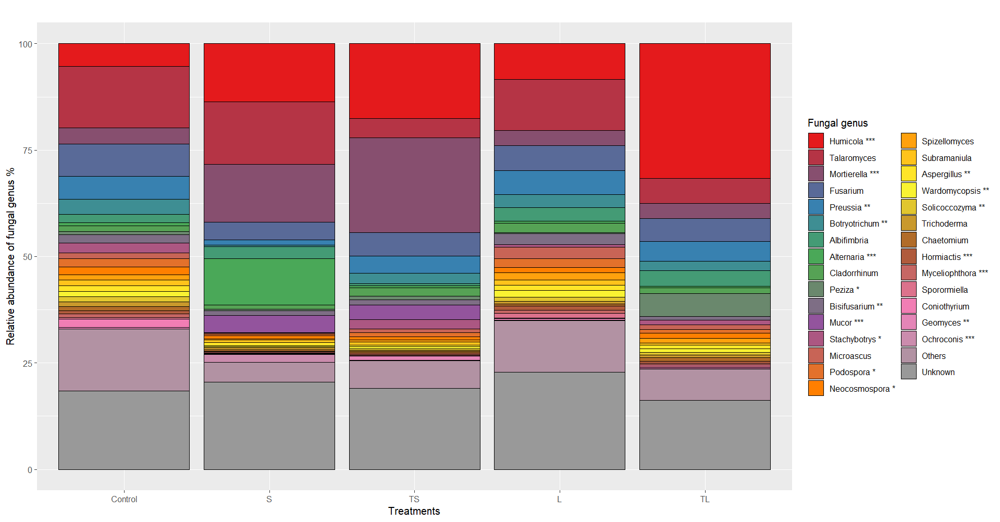 Relative abundance of fungal genus %
100
75
50
25
0
Control
S
TS
L
TL
Treatments
Fungal genus
Humicola ***
Talaromyces
Mortierella ***
Fusarium
Preussia **
Botryotrichum **
Albifimbria
Alternaria ***
Cladorrhinum
Peziza *
Bisifusarium **
Mucor ***
Stachybotrys *
Microascus
Podospora *
Neocosmospora *
Spizellomyces
Subramaniula
Aspergillus **
Wardomycopsis **
Solicoccozyma **
Trichoderma
Chaetomium
Hormiactis ***
Myceliophthora ***
Sporormiella
Coniothyrium
Geomyces **
Ochroconis ***
Others
Unknown